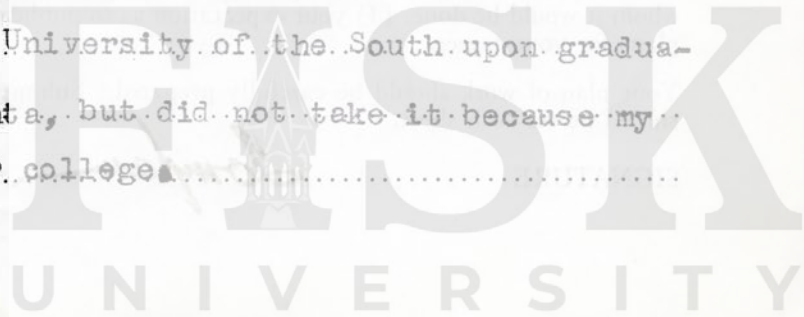 University of the South upon gradua-
ta, but did not take it because my
college.
FISK
UNIVERSITY